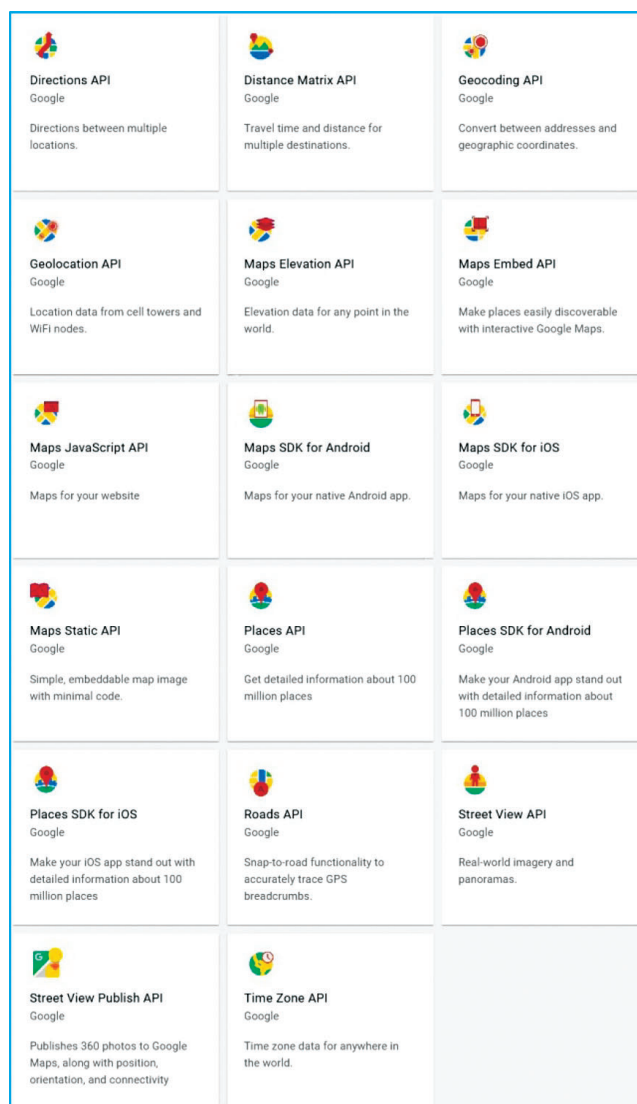 Directions API
Google
Directions between multiple
locations.
Distance Matrix API
Google
Travel time and distance for
multiple destinations.
Geocoding API
Google
Convert between addresses and
geographic coordinates.
Geolocation API
Google
Location data from cell towers and
WiFi nodes.
Maps Elevation API
Google
Elevation data for any point in the
world.
Maps Embed API
Google
Make places easily discoverable
with interactive Google Maps.
Maps JavaScript API
Google
Maps for your website
Maps SDK for Android
Google
Maps for your native Android app.
Maps SDK for iOS
Google
Maps for your native iOS app.
Maps Static API
Google
Simple, embeddable map image
with minimal code.
Places API
Google
Get detailed information about 100
million places
Places SDK for Android
Google
Make your Android app stand out
with detailed information about
100 million places
Places SDK for iOS
Google
Make your iOS app stand out with
detailed information about 100
million places
Roads API
Google
Snap-to-road functionality to
accurately trace GPS
breadcrumbs.
Street View API
Google
Real-world imagery and
panoramas.
G
Street View Publish API
Google
Publishes 360 photos to Google
Maps, along with position,
orientation, and connectivity
Time Zone API
Google
Time zone data for anywhere in
the world.